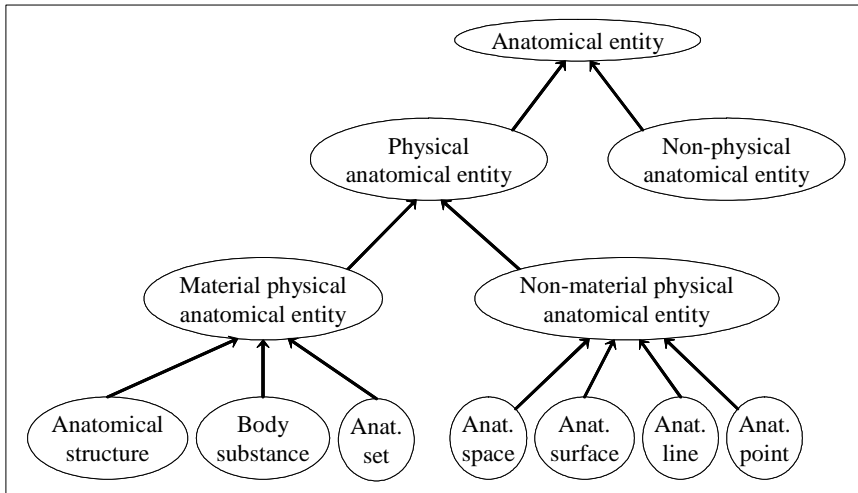 Anatomical entity
Physical
anatomical entity
Non-physical
anatomical entity
Material physical
anatomical entity
Non-material physical
anatomical entity
Anatomical
structure
Body
substance
Anat.
set
Anat.
space
Anat.
surface
Anat.
line
Anat.
point